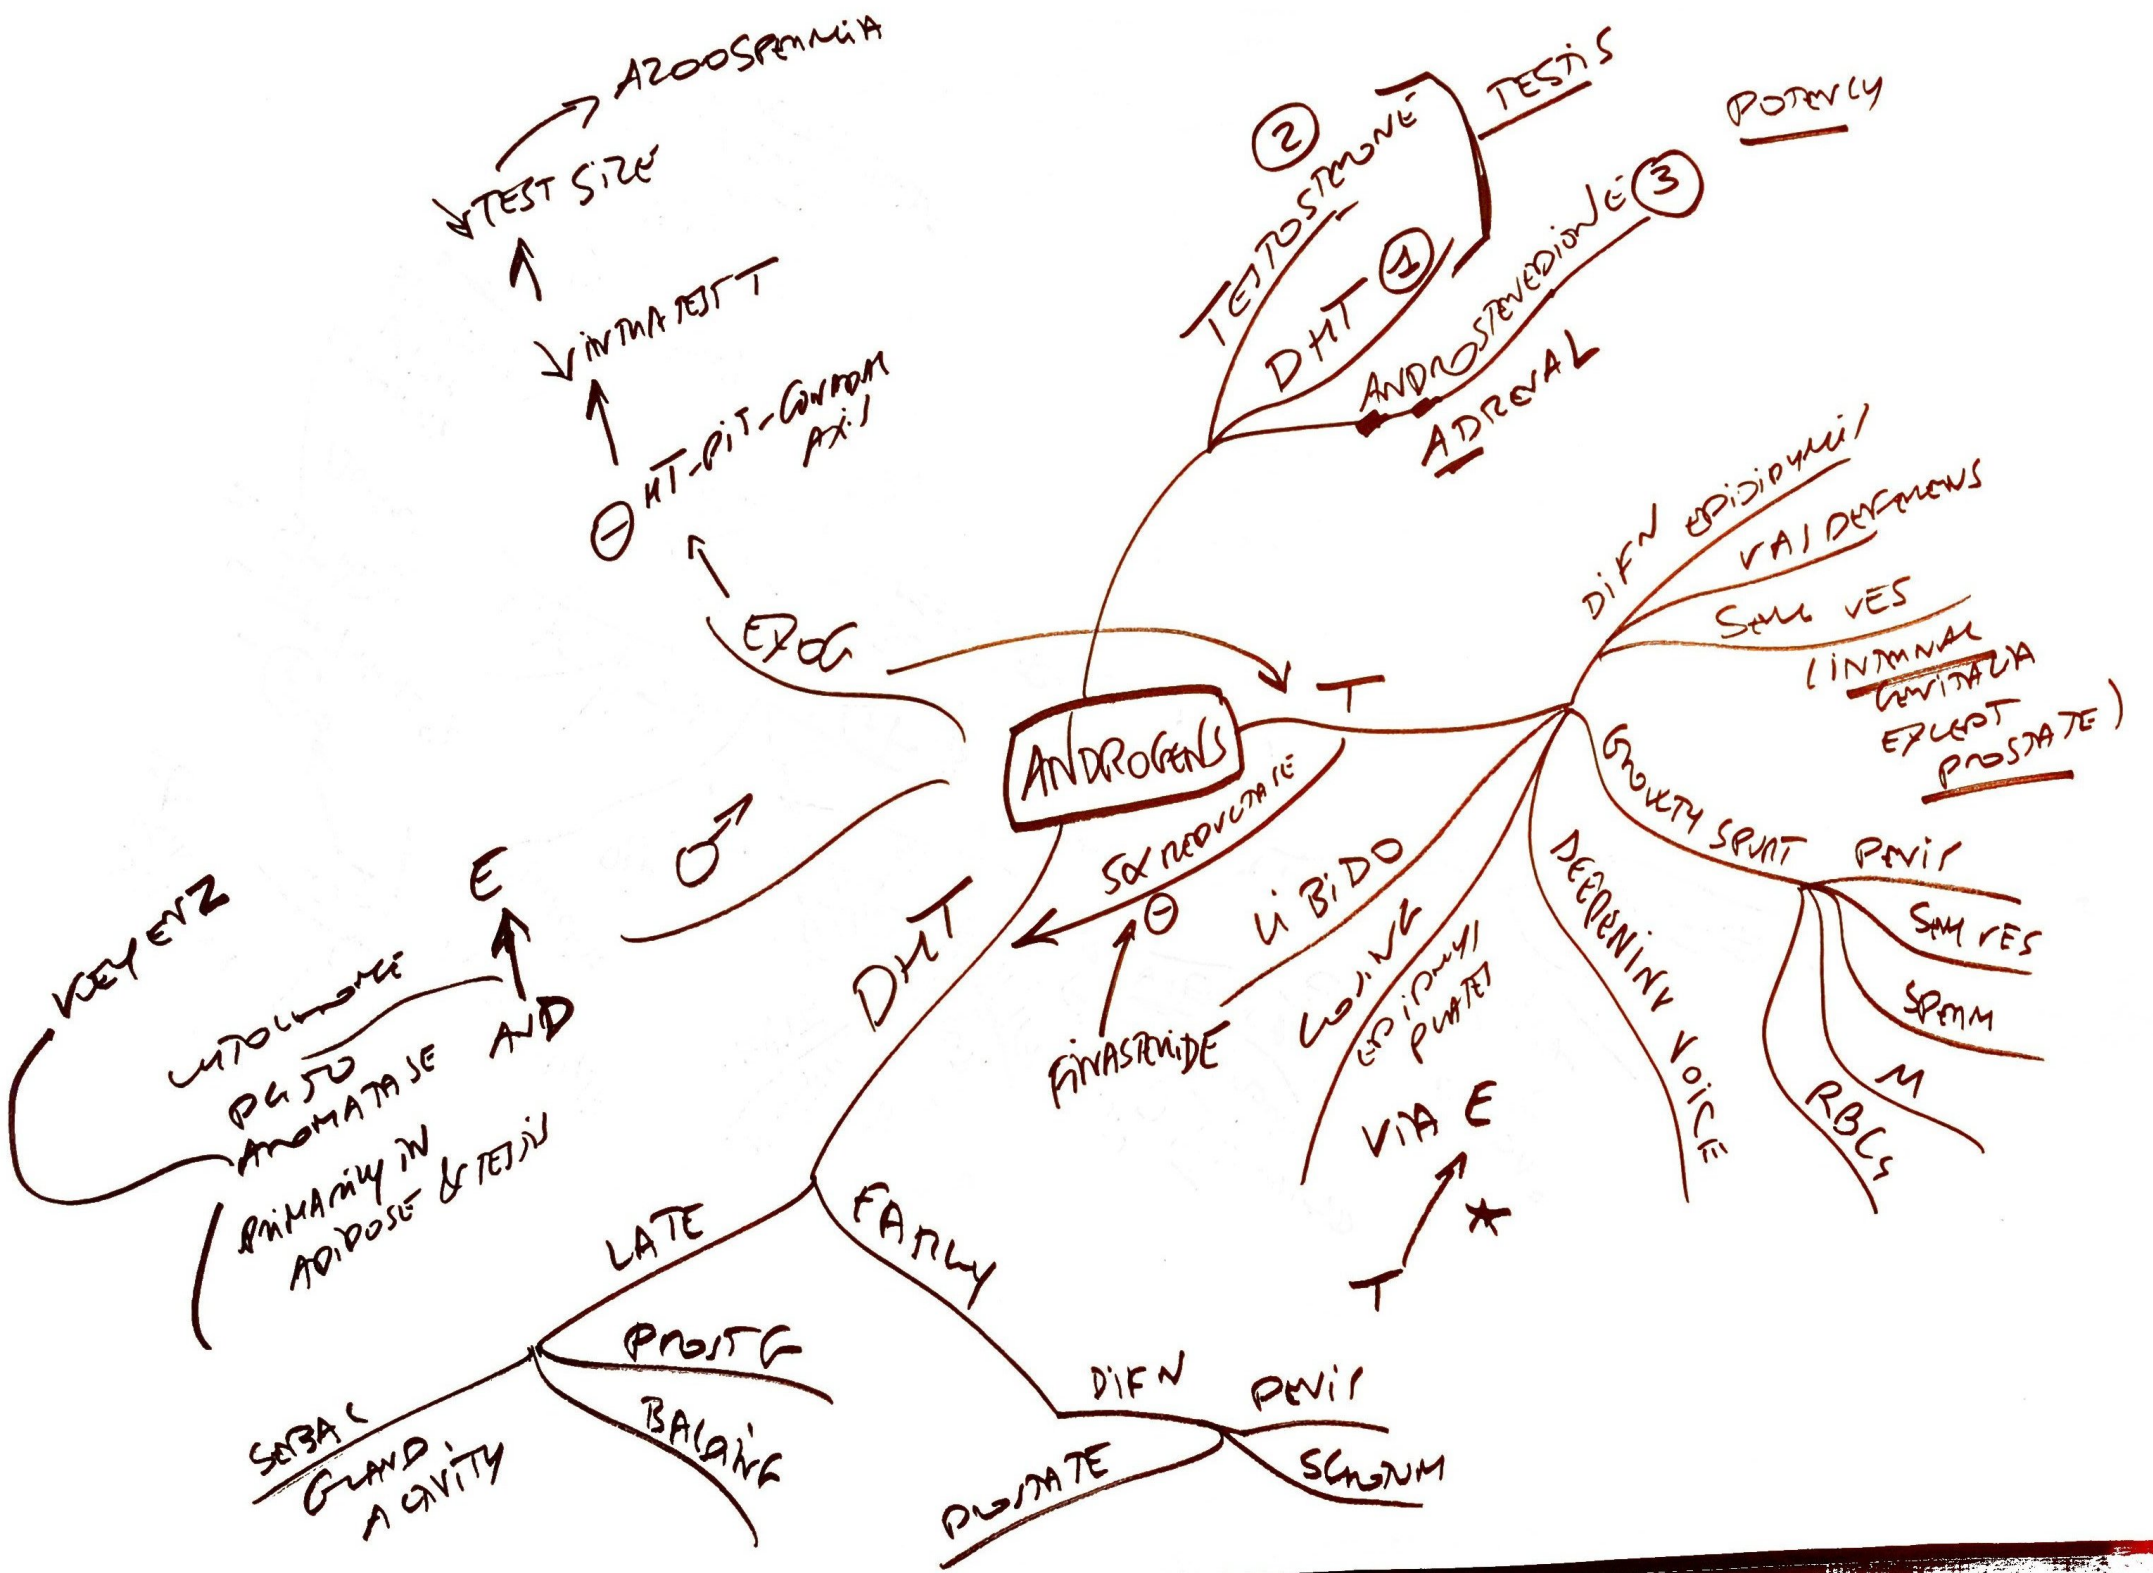 AZOOSPERMIA
↓ TEST SIZE
↓ INTRATEST T
⊖ HT-PIT-GONADAL
AXIS
EXOG
TESTOSTERONE ②
DHT ①
TESTIS
ANDROSTENEDIONE ③
ADRENAL
POTENCY
ANDROGENS
T
DIFN EPIDIDYMIS
VAS DEFERENS
SEM VES
(INTERNAL
GENITALIA
EXCEPT
PROSTATE)
GROWTH SPURT
PENIS
SEM VES
SPERM
M
RBCS
DEEPENING VOICE
CLOSING
EPIPHYSI
PLATES
VIA E
T
*
LIBIDO
5α REDUCTASE
⊖
FINASTERIDE
♂
E
AND
KEY ENZ
CYTOCHROME
P450
AROMATASE
PRIMARILY IN
ADIPOSE & TESTIS
DHT
LATE
PROST G
BALDING
SEBAC
GLAND
ACTIVITY
EARLY
DIFN
PENIS
SCROTUM
PROSTATE